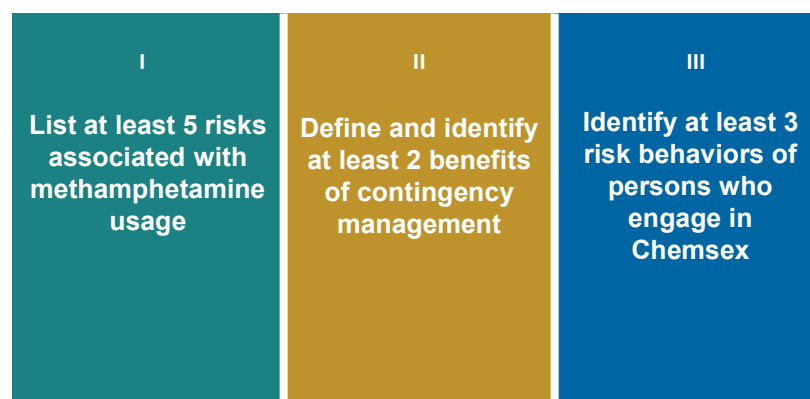 I
List at least 5 risks
associated with
methamphetamine
usage
II
Define and identify
at least 2 benefits
of contingency
management
III
Identify at least 3
risk behaviors of
persons who
engage in
Chemsex